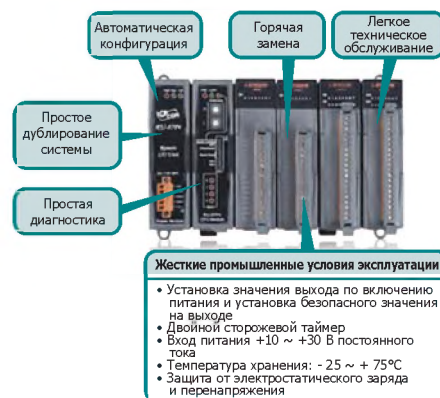 Автоматическая
конфигурация
Горячая
замена
Легкое
техническое
обслуживание
Простое
дублирование
системы
Простая
диагностика
Жесткие промышленные условия эксплуатации
• Установка значения выхода по включению
питания и установка безопасного значения
на выходе
• Двойной сторожевой таймер
• Вход питания +10 ~ +30 В постоянного
тока
• Температура хранения: - 25 ~ + 75°C
• Защита от электростатического заряда
и перенапряжения